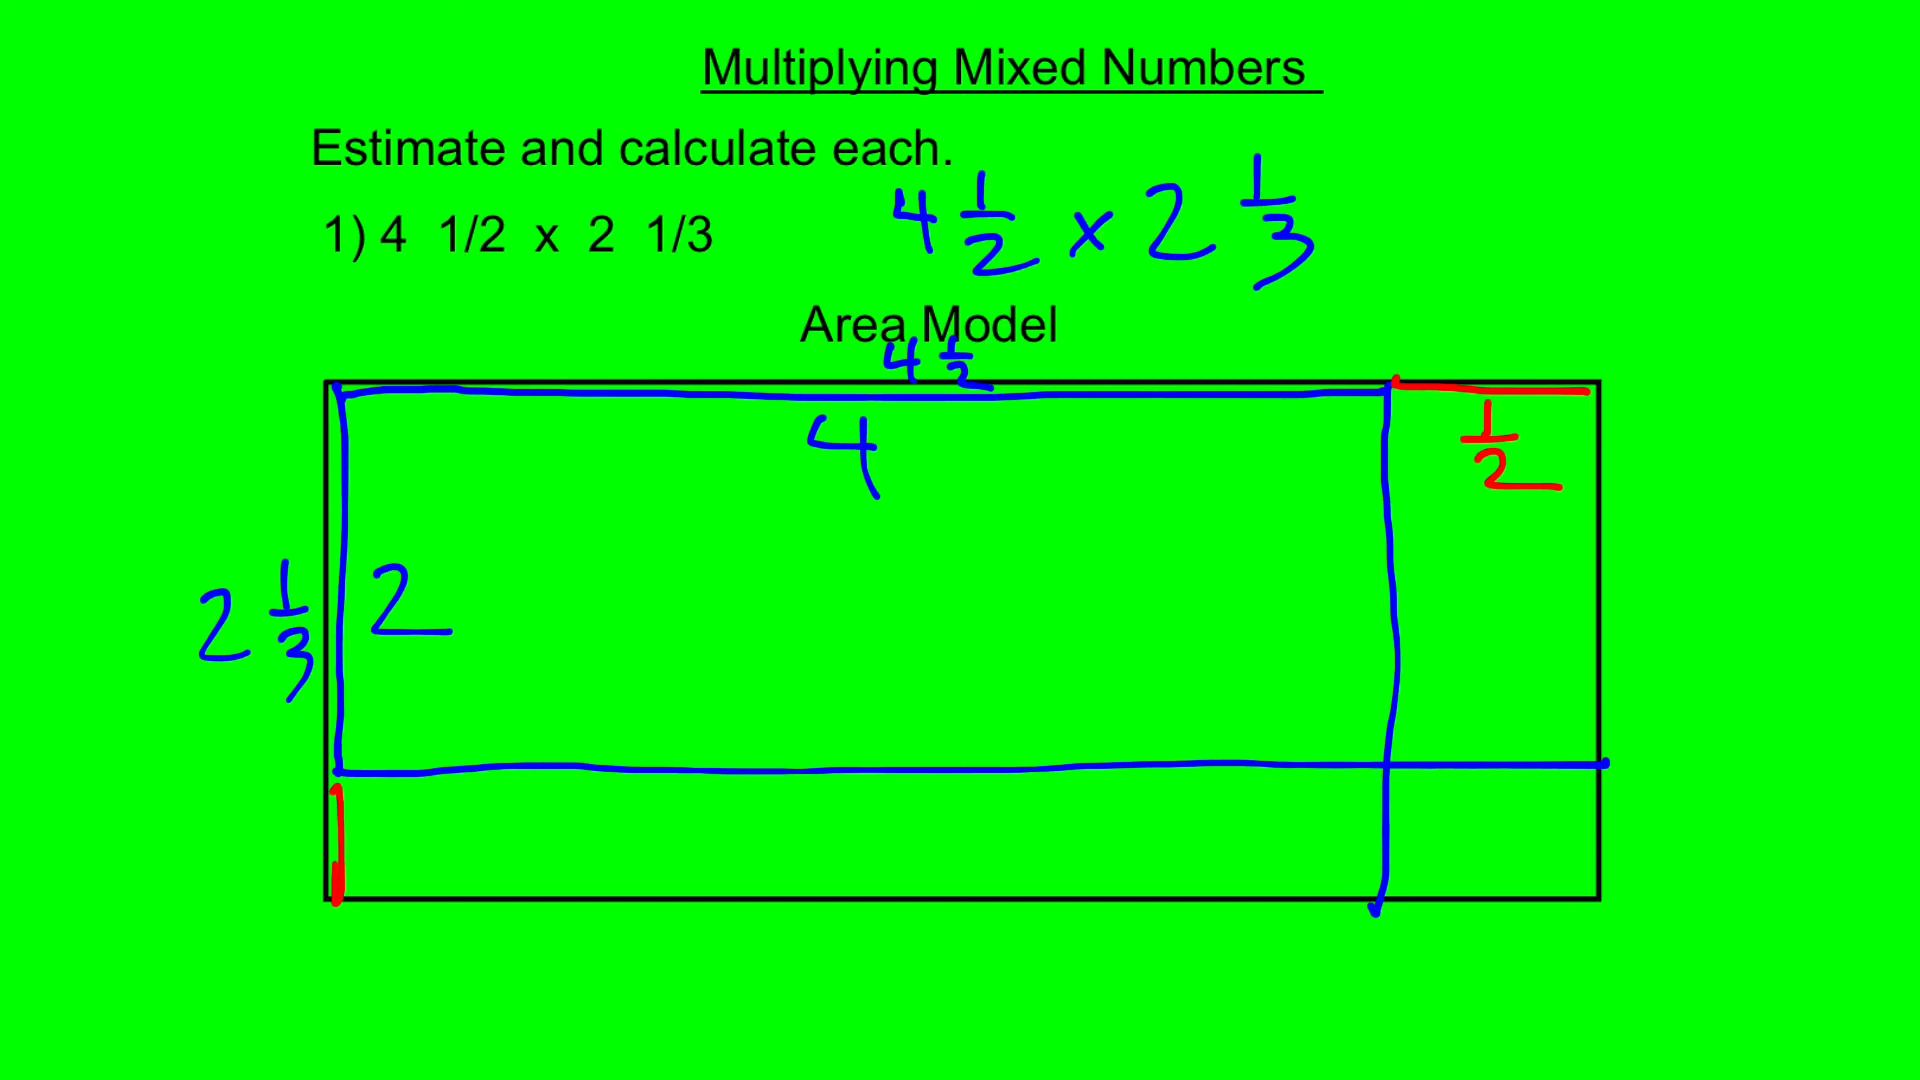 Multiplying Mixed Numbers
Estimate and calculate each.
1) 4 1/2 x 2 1/3
4 1/2 x 2 1/3
Area Model
4 1/2
4
1/2
2 1/3
2